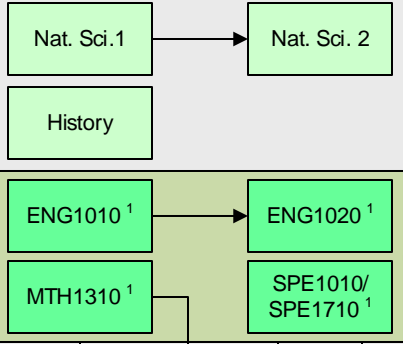 Nat. Sci.1
Nat. Sci. 2
History
ENG1010 ¹
ENG1020 ¹
MTH1310 ¹
SPE1010/
SPE1710 ¹